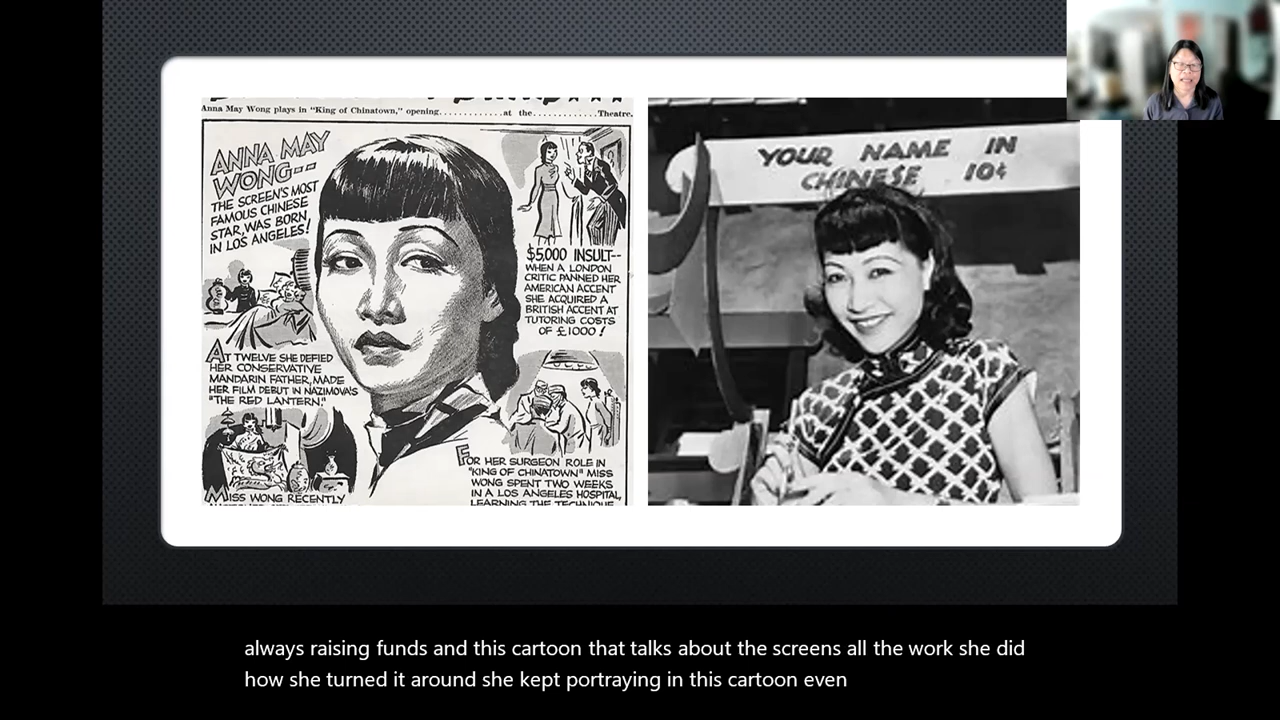 Anna May Wong plays in "King of Chinatown," opening.............at the.............Theatre.
ANNA MAY
WONG--
THE SCREEN'S MOST
FAMOUS CHINESE
STAR, WAS BORN
IN LOS ANGELES!
$5,000 INSULT--
WHEN A LONDON
CRITIC PANNED HER
AMERICAN ACCENT
SHE ACQUIRED A
BRITISH ACCENT AT
TUTORING COSTS
OF £1000!
AT TWELVE SHE DEFIED
HER CONSERVATIVE
MANDARIN FATHER, MADE
HER FILM DEBUT IN NAZIMOVA'S
"THE RED LANTERN."
FOR HER SURGEON ROLE IN
"KING OF CHINATOWN" MISS
WONG SPENT TWO WEEKS
IN A LOS ANGELES HOSPITAL,
LEARNING THE TECHNIQUE
MISS WONG RECENTLY
YOUR NAME IN
CHINESE 10¢
always raising funds and this cartoon that talks about the screens all the work she did
how she turned it around she kept portraying in this cartoon even